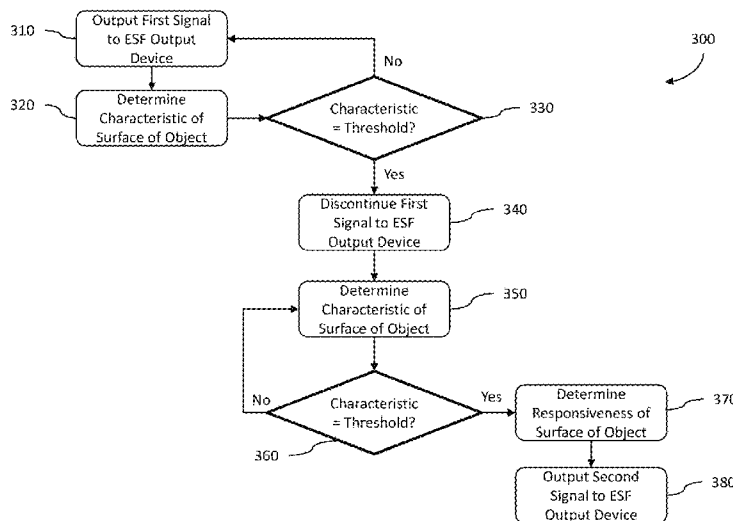 310
Output First Signal
to ESF Output
Device
No
300
320
Determine
Characteristic of
Surface of Object
Characteristic
= Threshold?
330
Yes
Discontinue First
Signal to ESF
Output Device
340
Determine
Characteristic of
Surface of Object
350
No
Characteristic
= Threshold?
360
Yes
Determine
Responsiveness of
Surface of Object
370
Output Second
Signal to ESF
Output Device
380